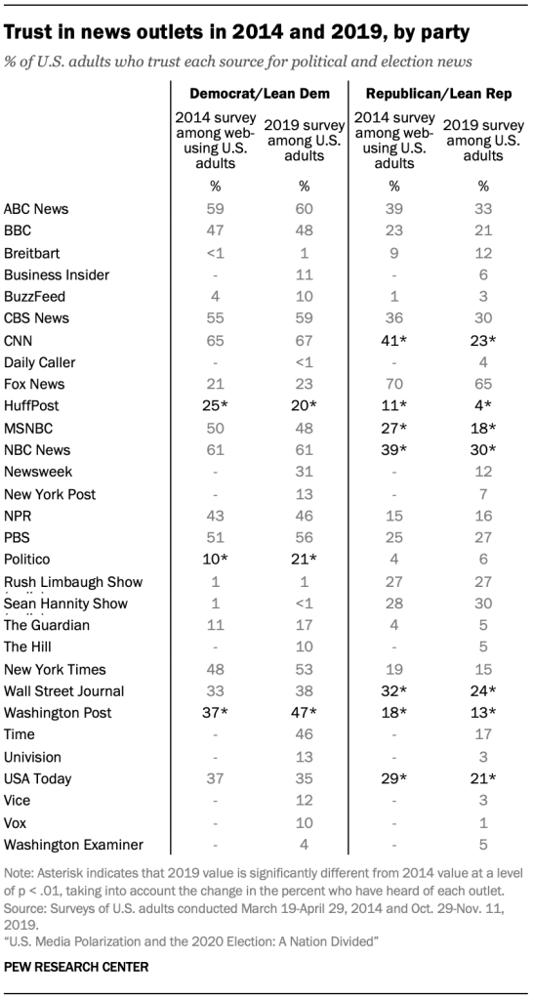 Trust in news outlets in 2014 and 2019, by party
% of U.S. adults who trust each source for political and election news
Democrat/Lean Dem Republican/Lean Rep
2014 survey among web-using U.S. adults 2019 survey among U.S. adults 2014 survey among web-using U.S. adults 2019 survey among U.S. adults
% % % %
ABC News 59 60 39 33
BBC 47 48 23 21
Breitbart <1 1 9 12
Business Insider - 11 - 6
BuzzFeed 4 10 1 3
CBS News 55 59 36 30
CNN 65 67 41* 23*
Daily Caller - <1 - 4
Fox News 21 23 70 65
HuffPost 25* 20* 11* 4*
MSNBC 50 48 27* 18*
NBC News 61 61 39* 30*
Newsweek - 31 - 12
New York Post - 13 - 7
NPR 43 46 15 16
PBS 51 56 25 27
Politico 10* 21* 4 6
Rush Limbaugh Show 1 1 27 27
Sean Hannity Show 1 <1 28 30
The Guardian 11 17 4 5
The Hill - 10 - 5
New York Times 48 53 19 15
Wall Street Journal 33 38 32* 24*
Washington Post 37* 47* 18* 13*
Time - 46 - 17
Univision - 13 - 3
USA Today 37 35 29* 21*
Vice - 12 - 3
Vox - 10 - 1
Washington Examiner - 4 - 5
Note: Asterisk indicates that 2019 value is significantly different from 2014 value at a level
of p < .01, taking into account the change in the percent who have heard of each outlet.
Source: Surveys of U.S. adults conducted March 19-April 29, 2014 and Oct. 29-Nov. 11,
2019.
“U.S. Media Polarization and the 2020 Election: A Nation Divided”
PEW RESEARCH CENTER